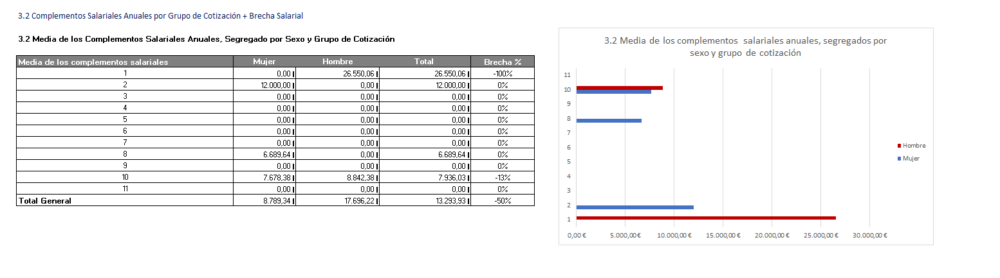 3.2 Complementos Salariales Anuales por Grupo de Cotización + Brecha Salarial
3.2 Media de los Complementos Salariales Anuales, Segregado por Sexo y Grupo de Cotización
Media de los complementos salariales Mujer Hombre Total Brecha %
1 0,00 26.550,06 26.550,06 -100%
2 12.000,00 0,00 12.000,00 0%
3 0,00 0,00 0,00 0%
4 0,00 0,00 0,00 0%
5 0,00 0,00 0,00 0%
6 0,00 0,00 0,00 0%
7 0,00 0,00 0,00 0%
8 6.689,64 0,00 6.689,64 0%
9 0,00 0,00 0,00 0%
10 7.678,38 8.842,38 7.936,03 -13%
11 0,00 0,00 0,00 0%
Total General 8.789,34 17.696,22 13.293,93 -50%
3.2 Media de los complementos salariales anuales, segregados por
sexo y grupo de cotización
11
10
9
8
7
6
5
4
3
2
1
0,00 € 5.000,00 € 10.000,00 € 15.000,00 € 20.000,00 € 25.000,00 € 30.000,00 €
Hombre
Mujer